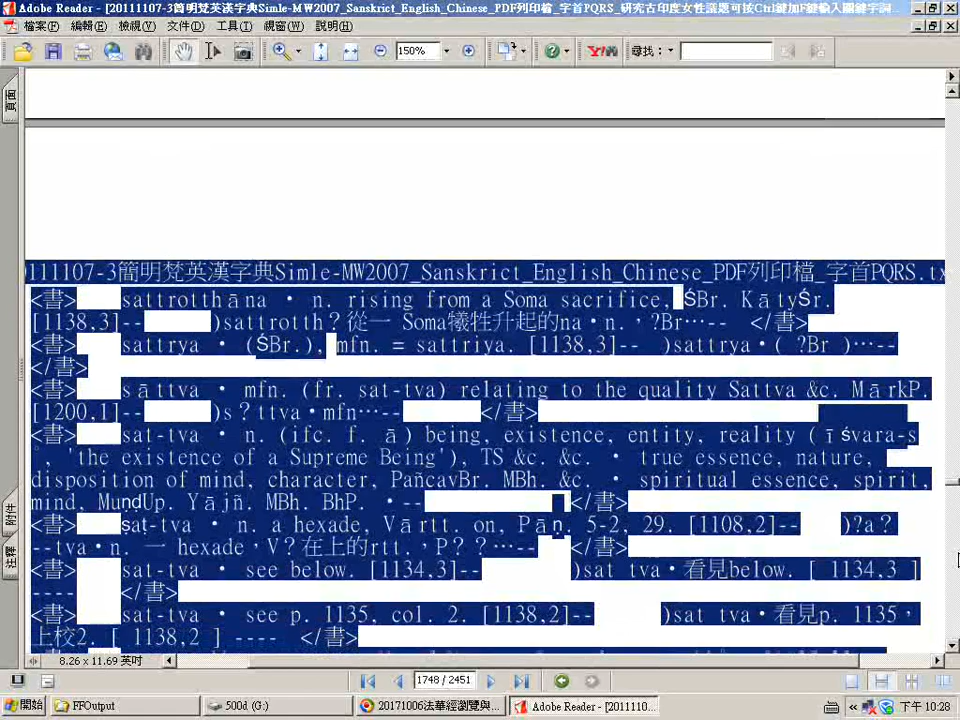 Adobe Reader - [20111107-3簡明梵英漢字典Simle-MW2007_Sanskrict_English_Chinese_PDF列印檔_字首PQRS_研究古印度女性議題可按Ctrl鍵加F鍵輸入關鍵字詞...
檔案(F) 編輯(E) 檢視(V) 文件(D) 工具(T) 視窗(W) 說明(H)
150% Y! 尋找:
頁面
附件
注釋
0111107-3簡明梵英漢字典Simle-MW2007_Sanskrict_English_Chinese_PDF列印檔_字首PQRS.tx
<書> sattrotthāna · n. rising from a Soma sacrifice, ŚBr. KātyŚr.
[1138,3]-- )sattrotth?從一 Soma犧牲升起的na·n.,?Br…-- </書>
<書> sattrya · (ŚBr.), mfn. = sattriya. [1138,3]-- )sattrya·( ?Br )…--
</書>
<書> sāttva · mfn. (fr. sat-tva) relating to the quality Sattva &c. MārkP.
[1200,1]-- )s?ttva·mfn…-- </書>
<書> sat-tva · n. (ifc. f. ā) being, existence, entity, reality (īśvara-s
°, 'the existence of a Supreme Being'), TS &c. &c. · true essence, nature,
disposition of mind, character, PañcavBr. MBh. &c. · spiritual essence, spirit,
mind, MuṇḍUp. Yājñ. MBh. BhP. ·-- </書>
<書> ṣaṭ-tva · n. a hexade, Vārtt. on, Pāṇ. 5-2, 29. [1108,2]-- )?a?
--tva·n. 一 hexade,V?在上的rtt.,P??…-- </書>
<書> sat-tva · see below. [1134,3]-- )sat tva·看見below. [ 1134,3 ]
---- </書>
<書> sat-tva · see p. 1135, col. 2. [1138,2]-- )sat tva·看見p. 1135,
上校2. [ 1138,2 ] ---- </書>
8.26 x 11.69 英吋
1748 / 2451
開始 FFOutput 500d (G:) 20171006法華經瀏覽與... Adobe Reader - [2011110... 下午 10:28